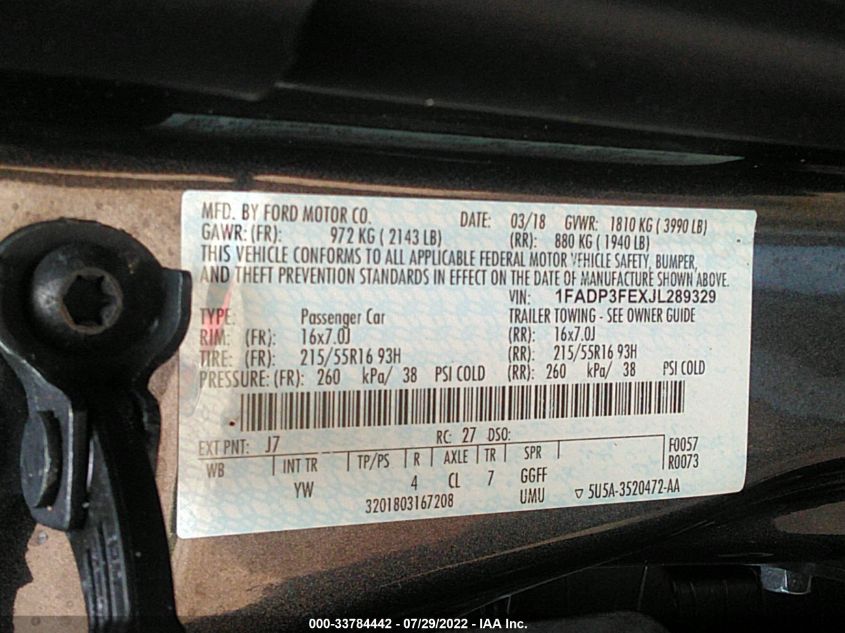 MFD. BY FORD MOTOR CO. DATE: 03/18 GVWR: 1810 KG ( 3990 LB)
GAWR: (FR): 972 KG ( 2143 LB) (RR): 880 KG ( 1940 LB)
THIS VEHICLE CONFORMS TO ALL APPLICABLE FEDERAL MOTOR VEHICLE SAFETY, BUMPER,
AND THEFT PREVENTION STANDARDS IN EFFECT ON THE DATE OF MANUFACTURE SHOWN ABOVE.
VIN: 1FADP3FEXJL289329
TYPE: Passenger Car TRAILER TOWING - SEE OWNER GUIDE
RIM: (FR): 16x7.0J (RR): 16x7.0J
TIRE: (FR): 215/55R16 93H (RR): 215/55R16 93H
PRESSURE: (FR): 260 kPa/ 38 PSI COLD (RR): 260 kPa/ 38 PSI COLD
EXT PNT: J7 RC: 27 DSO: F0057
WB INT TR TP/PS R AXLE TR SPR R0073
YW 4 CL 7 GGFF
3201803167208 UMU ▽ 5U5A-3520472-AA
000-33784442 - 07/29/2022 - IAA Inc.